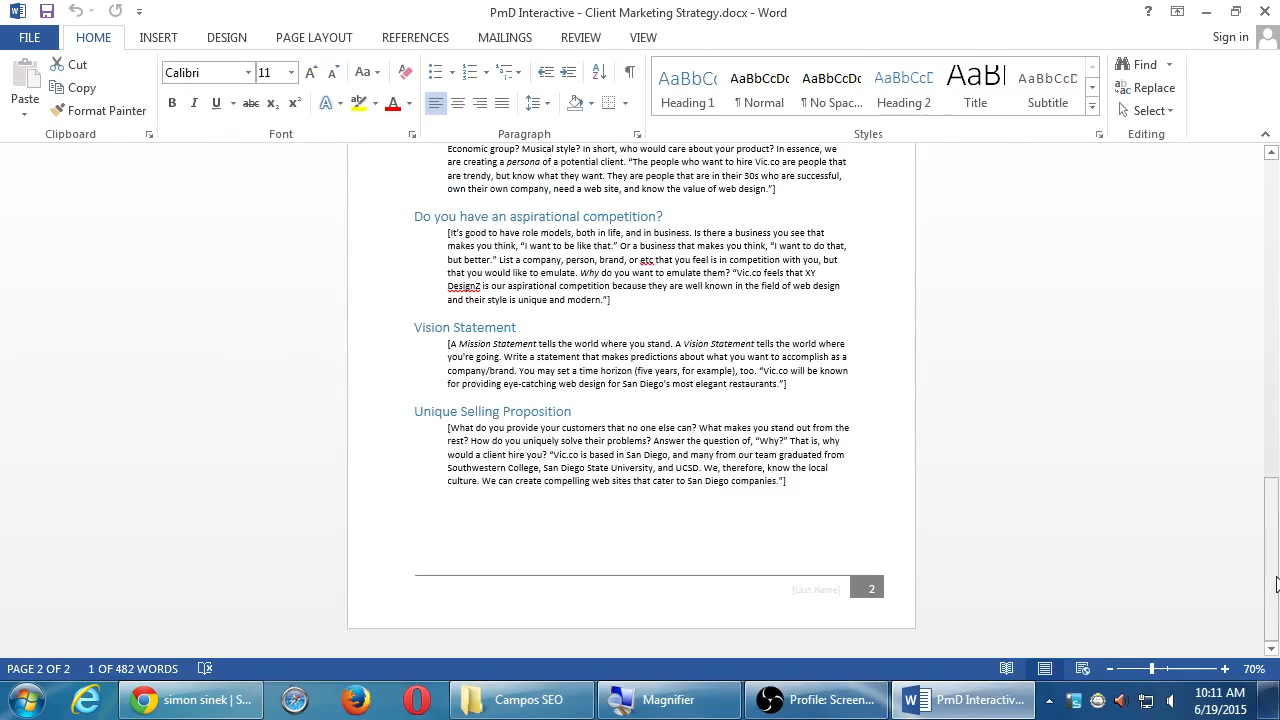 PmD Interactive - Client Marketing Strategy.docx - Word
FILE HOME INSERT DESIGN PAGE LAYOUT REFERENCES MAILINGS REVIEW VIEW Sign in
Paste
Cut
Copy
Format Painter
Clipboard
Calibri 11
Font
Paragraph
AaBbCc AaBbCcDc AaBbCcDc AaBbCcD AaB AaBbCcD
Heading 1 ¶ Normal ¶ No Spac... Heading 2 Title Subtitle
Styles
Find
Replace
Select
Editing
Economic group? Musical style? In short, who would care about your product? In essence, we
are creating a persona of a potential client. “The people who want to hire Vic.co are people that
are trendy, but know what they want. They are people that are in their 30s who are successful,
own their own company, need a web site, and know the value of web design.”]
Do you have an aspirational competition?
[It's good to have role models, both in life, and in business. Is there a business you see that
makes you think, “I want to be like that.” Or a business that makes you think, “I want to do that,
but better.” List a company, person, brand, or etc that you feel is in competition with you, but
that you would like to emulate. Why do you want to emulate them? “Vic.co feels that XY
DesignZ is our aspirational competition because they are well known in the field of web design
and their style is unique and modern.”]
Vision Statement
[A Mission Statement tells the world where you stand. A Vision Statement tells the world where
you're going. Write a statement that makes predictions about what you want to accomplish as a
company/brand. You may set a time horizon (five years, for example), too. “Vic.co will be known
for providing eye-catching web design for San Diego's most elegant restaurants.”]
Unique Selling Proposition
[What do you provide your customers that no one else can? What makes you stand out from the
rest? How do you uniquely solve their problems? Answer the question of, “Why?” That is, why
would a client hire you? “Vic.co is based in San Diego, and many from our team graduated from
Southwestern College, San Diego State University, and UCSD. We, therefore, know the local
culture. We can create compelling web sites that cater to San Diego companies.”]
[Last Name] 2
PAGE 2 OF 2 1 OF 482 WORDS 70%
simon sinek | S... Campos SEO Magnifier Profile: Screen... PmD Interactive... 10:11 AM
6/19/2015